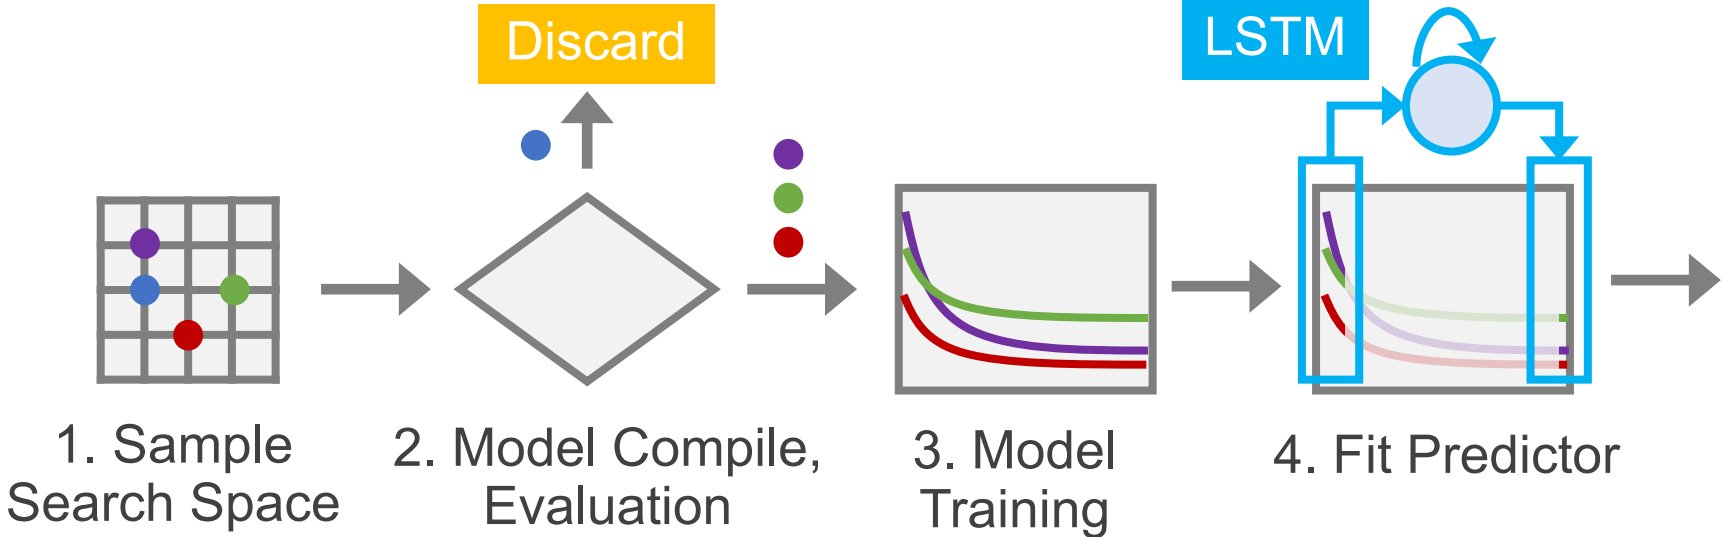 Discard
LSTM
1. Sample
Search Space
2. Model Compile,
Evaluation
3. Model
Training
4. Fit Predictor